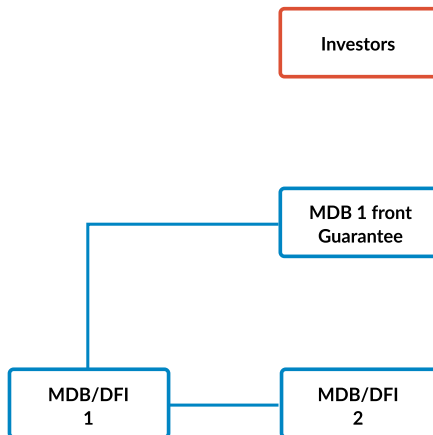 Investors
MDB 1 front
Guarantee
MDB/DFI
1
MDB/DFI
2